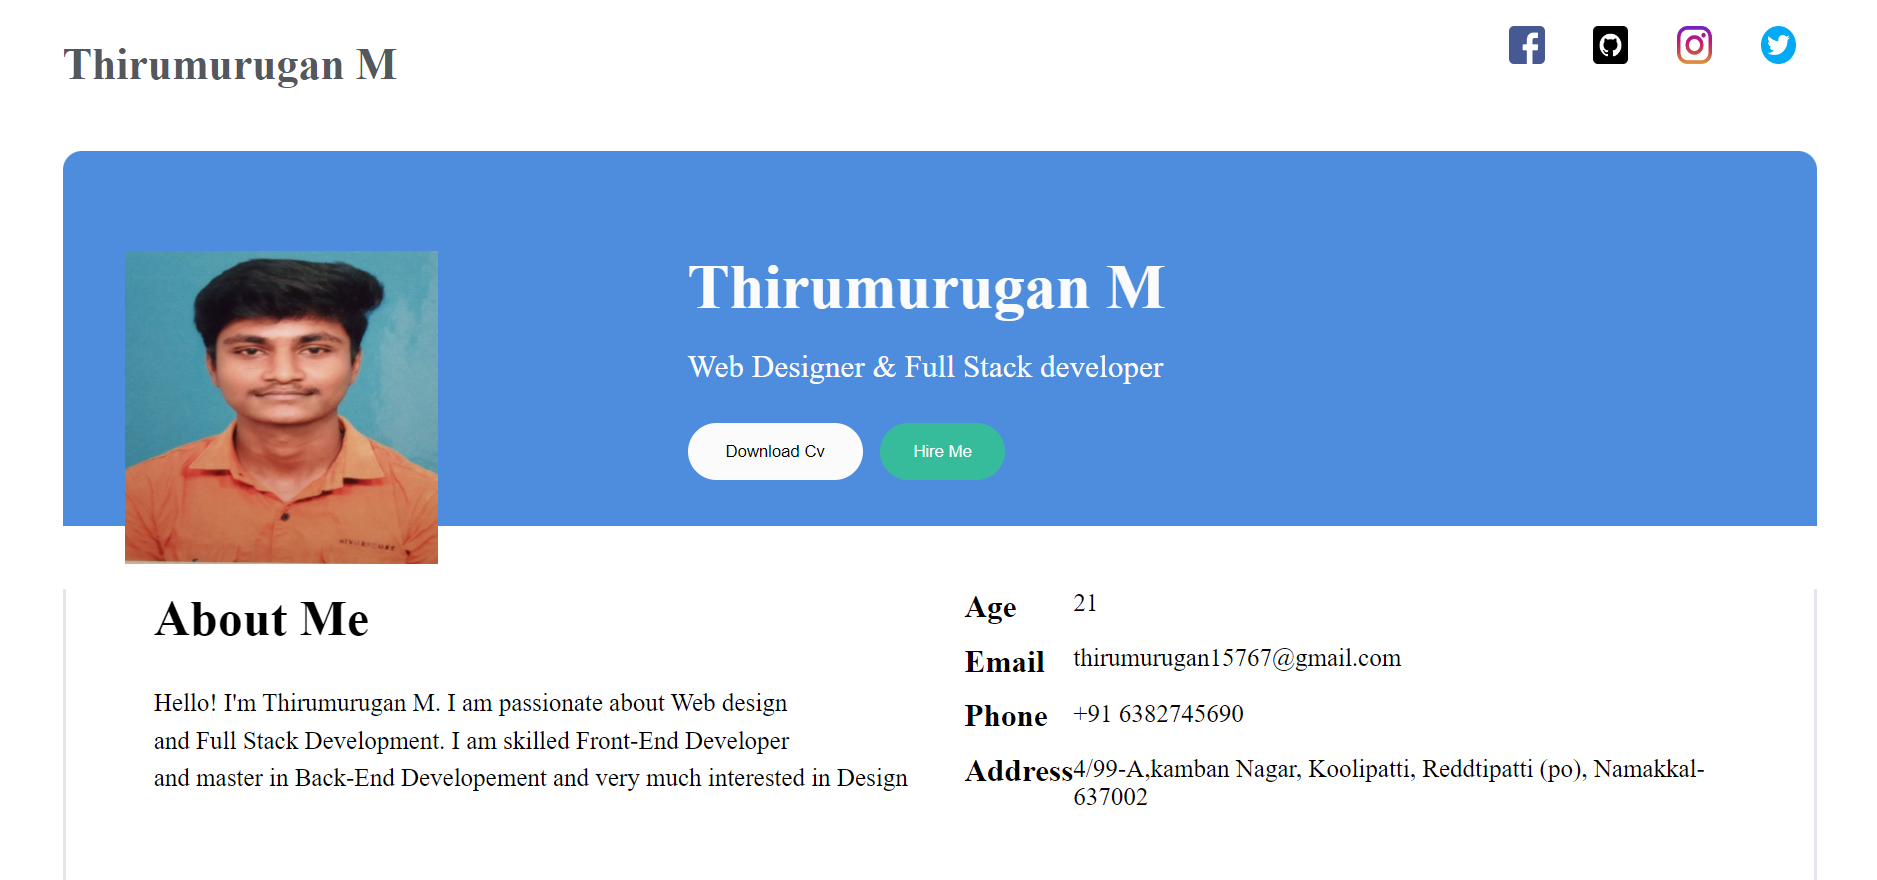 Thirumurugan M
Thirumurugan M
Web Designer & Full Stack developer
Download Cv
Hire Me
About Me
Hello! I'm Thirumurugan M. I am passionate about Web design
and Full Stack Development. I am skilled Front-End Developer
and master in Back-End Developement and very much interested in Design
Age 21
Email thirumurugan15767@gmail.com
Phone +91 6382745690
Address 4/99-A,kamban Nagar, Koolipatti, Reddtipatti (po), Namakkal-
637002